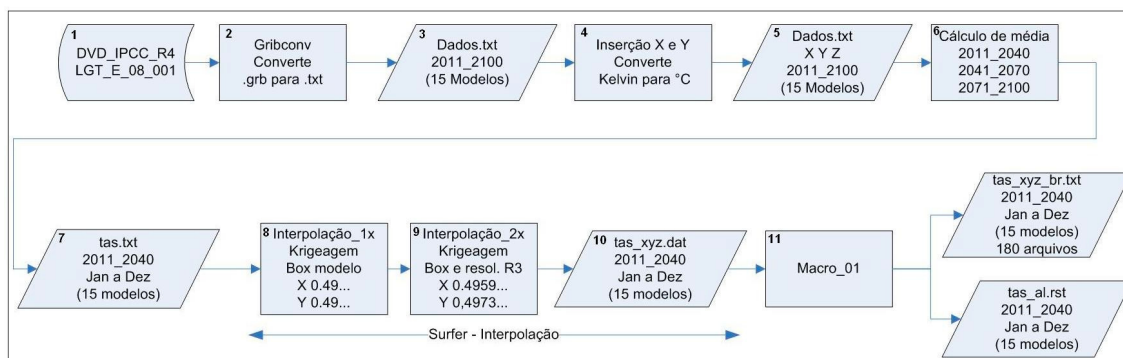 1
DVD_IPCC_R4
LGT_E_08_001
2
Gribconv
Converte
.grb para .txt
3
Dados.txt
2011_2100
(15 Modelos)
4
Inserção X e Y
Converte
Kelvin para °C
5
Dados.txt
X Y Z
2011_2100
(15 Modelos)
6
Cálculo de média
2011_2040
2041_2070
2071_2100
7
tas.txt
2011_2040
Jan a Dez
(15 modelos)
8
Interpolação_1x
Krigeagem
Box modelo
X 0.49...
Y 0.49...
9
Interpolação_2x
Krigeagem
Box e resol. R3
X 0.4959...
Y 0,4973...
10
tas_xyz.dat
2011_2040
Jan a Dez
(15 modelos)
11
Macro_01
tas_xyz_br.txt
2011_2040
Jan a Dez
(15 modelos)
180 arquivos
tas_al.rst
2011_2040
Jan a Dez
(15 modelos)
Surfer - Interpolação